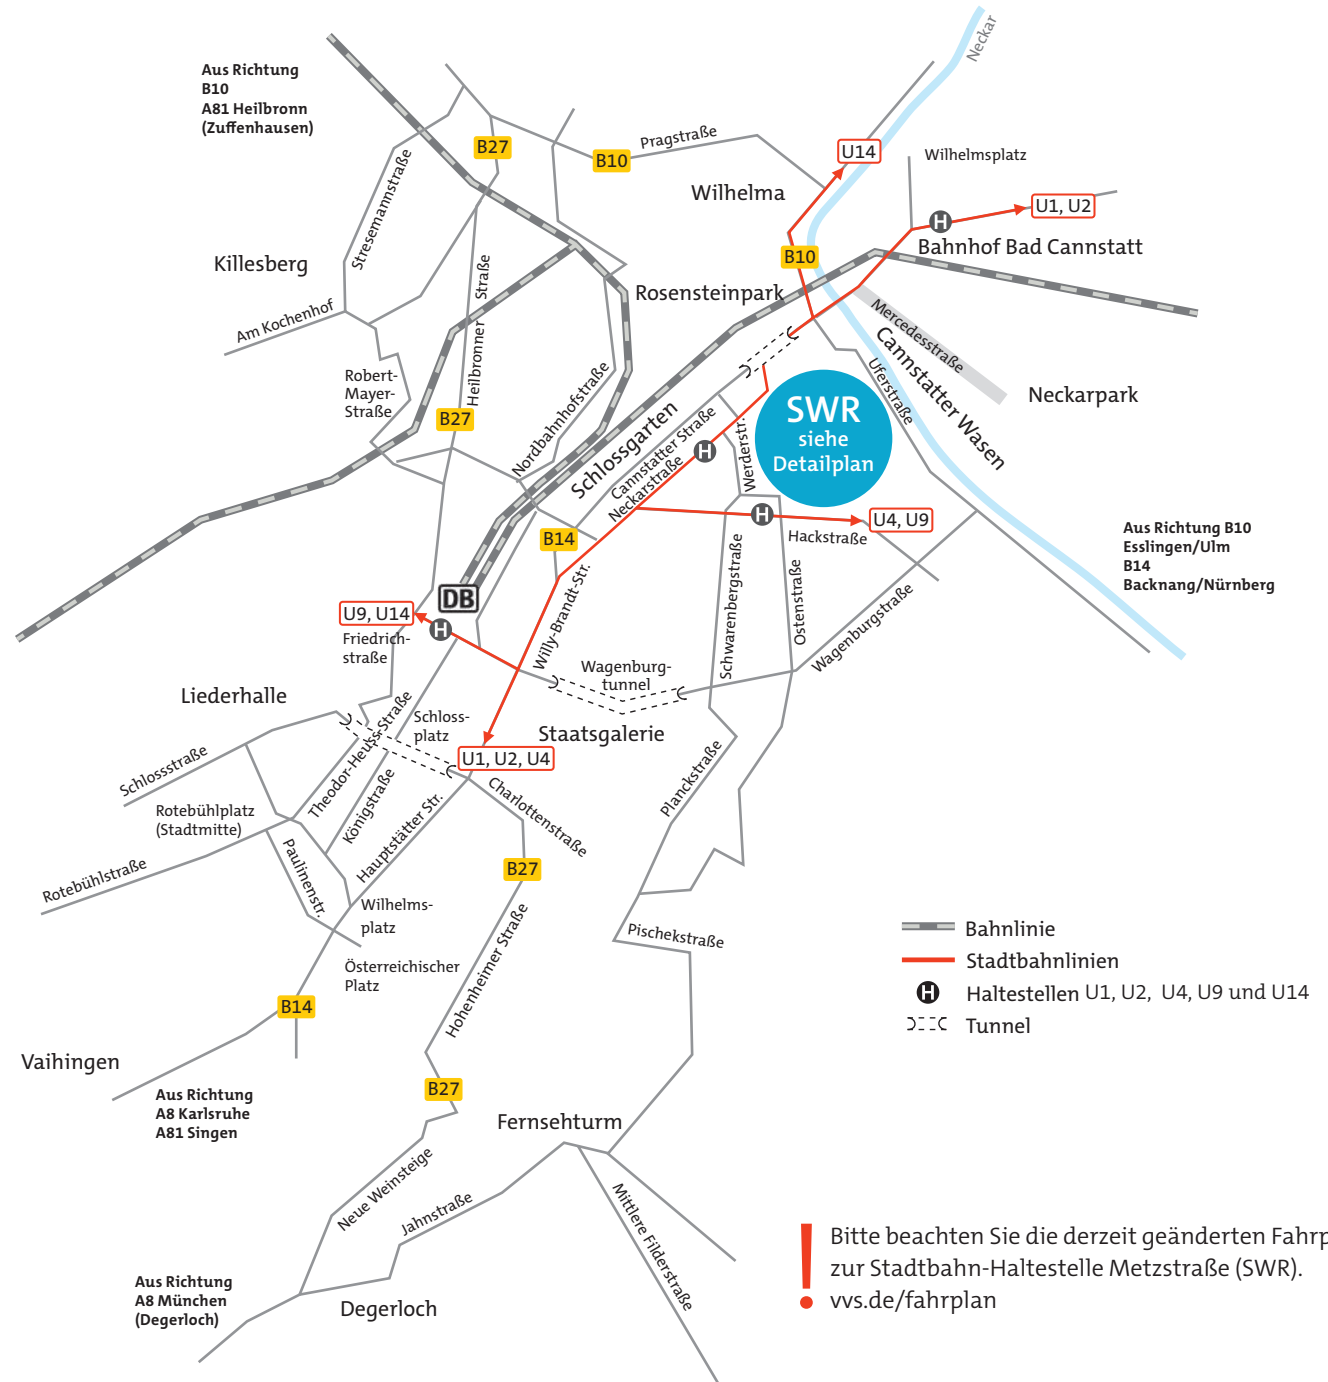 Neckar
Aus Richtung
B10
A81 Heilbronn
(Zuffenhausen)
B27
B10
Pragstraße
U14
Wilhelmsplatz
Stresemannstraße
Wilhelma
U1, U2
Killesberg
B10
Bahnhof Bad Cannstatt
Heilbronner Straße
Rosensteinpark
Am Kochenhof
Mercedesstraße
Cannstatter Wasen
Neckarpark
Uferstraße
Robert-
Mayer-
Straße
B27
Nordbahnhofstraße
Schlossgarten
Cannstatter Straße
Neckarstraße
H
Werderstr.
SWR
siehe
Detailplan
H
H
U4, U9
Hackstraße
B14
Aus Richtung B10
Esslingen/Ulm
B14
Backnang/Nürnberg
DB
U9, U14
H
Friedrich-
straße
Willy-Brandt-Str.
Schwarenbergstraße
Ostenstraße
Wagenburgstraße
Wagenburg-
tunnel
Liederhalle
Schloss-
platz
Staatsgalerie
U1, U2, U4
Schlossstraße
Theodor-Heuss-Straße
Königstraße
Hauptstätter Str.
Charlottenstraße
Planckstraße
Rotebühlplatz
(Stadtmitte)
Rotebühlstraße
Paulinenstr.
B27
Wilhelms-
platz
Österreichischer
Platz
Hohenheimer Straße
Pischekstraße
Bahnlinie
Stadtbahnlinien
H Haltestellen U1, U2, U4, U9 und U14
Tunnel
B14
Vaihingen
Aus Richtung
A8 Karlsruhe
A81 Singen
B27
Fernsehturm
Neue Weinsteige
Jahnstraße
Mittlere Filderstraße
Aus Richtung
A8 München
(Degerloch)
Degerloch
! Bitte beachten Sie die derzeit geänderten Fahrp
zur Stadtbahn-Haltestelle Metzstraße (SWR).
vvs.de/fahrplan